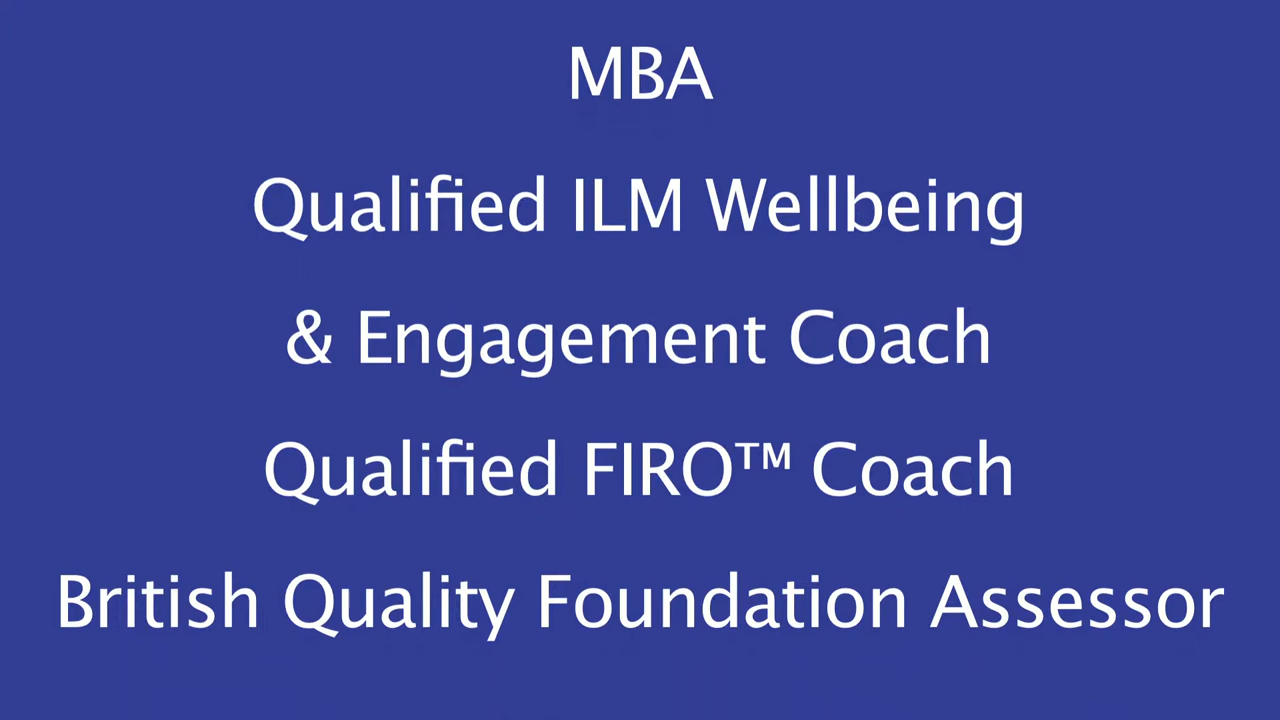 MBA
Qualified ILM Wellbeing
& Engagement Coach
Qualified FIRO™ Coach
British Quality Foundation Assessor